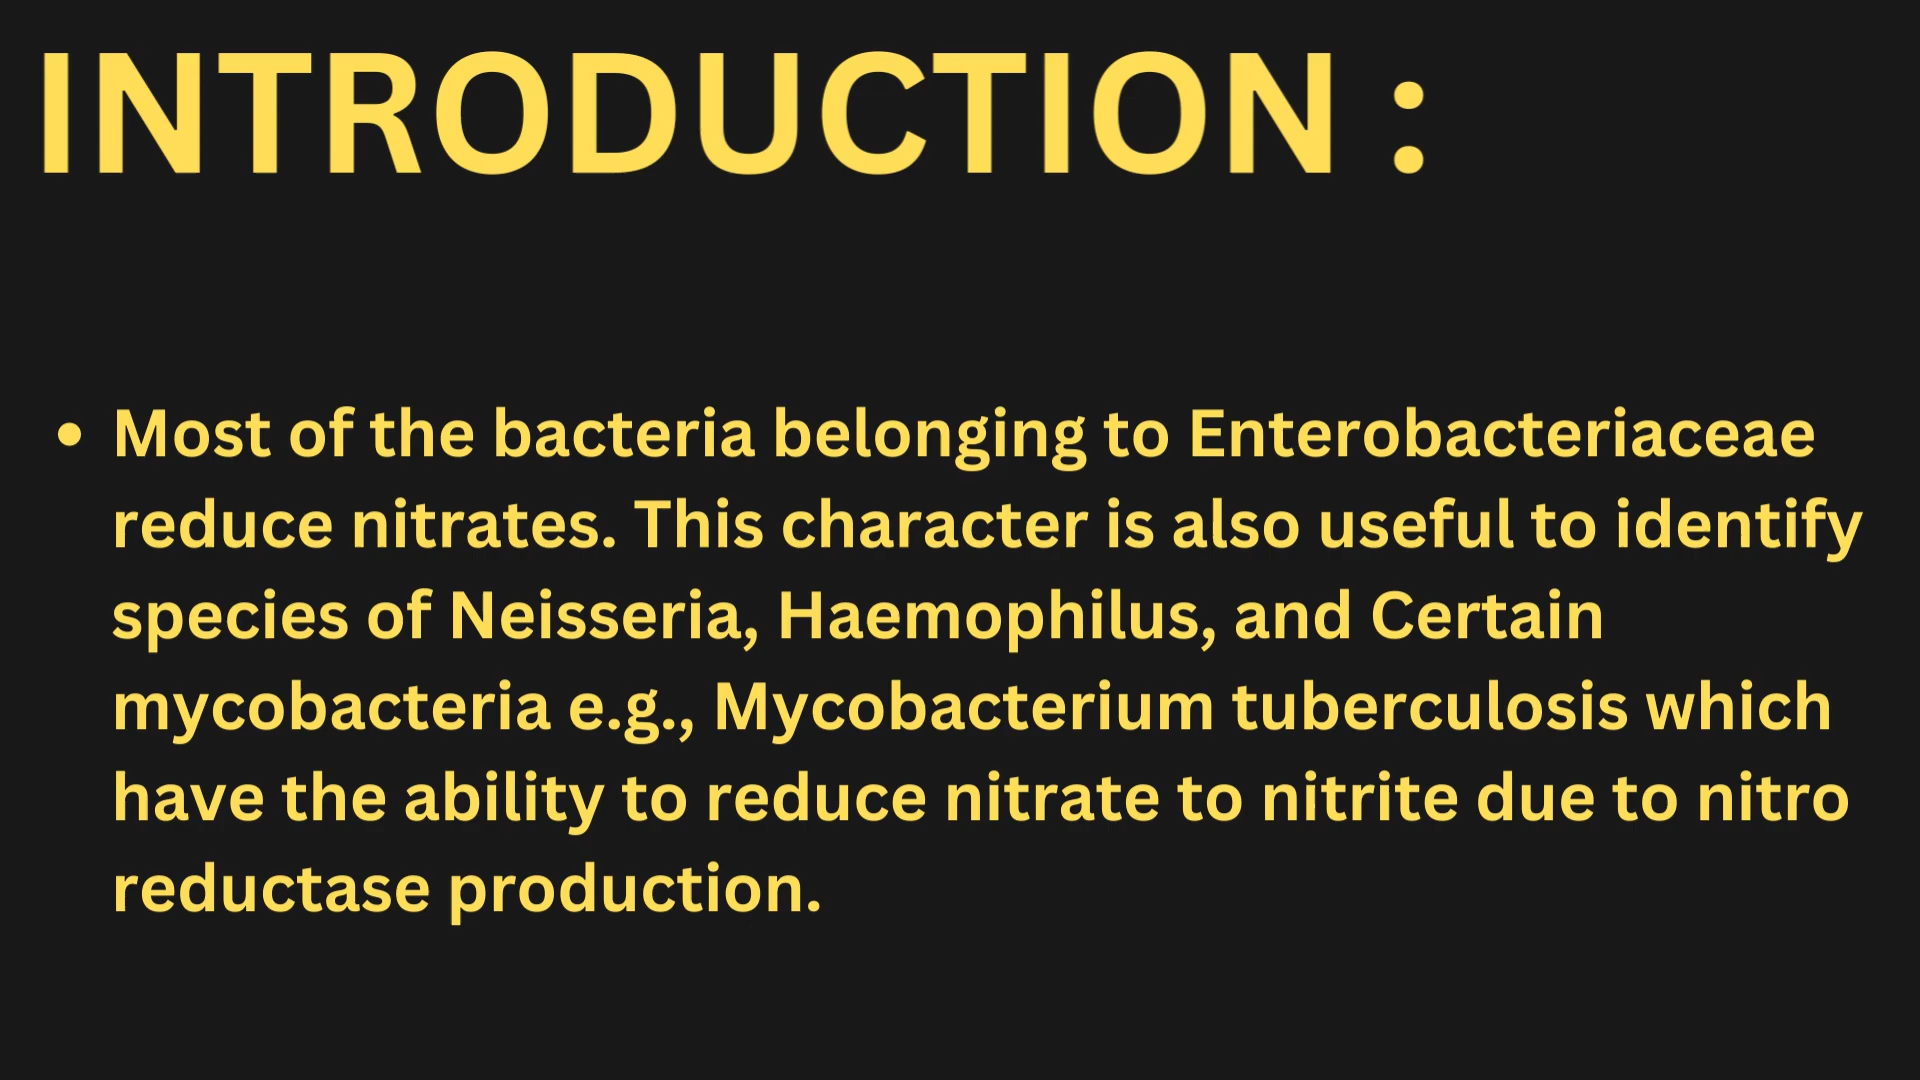 INTRODUCTION :
• Most of the bacteria belonging to Enterobacteriaceae
reduce nitrates. This character is also useful to identify
species of Neisseria, Haemophilus, and Certain
mycobacteria e.g., Mycobacterium tuberculosis which
have the ability to reduce nitrate to nitrite due to nitro
reductase production.